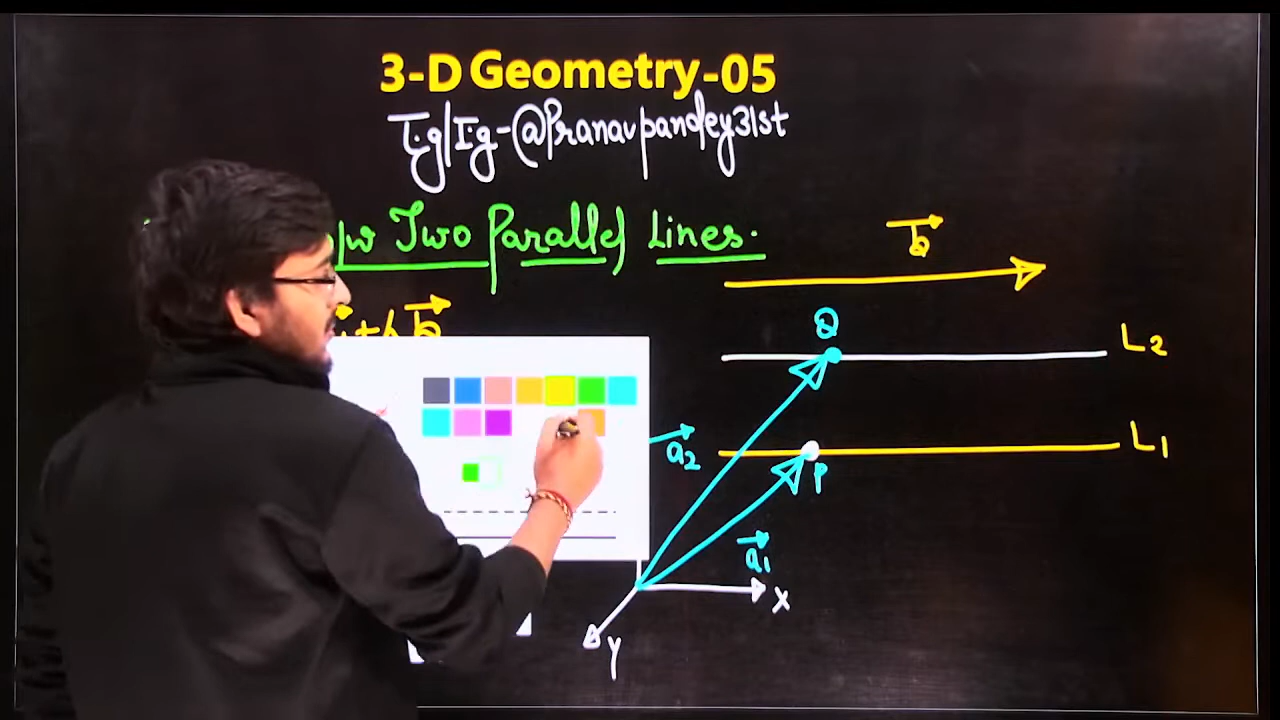 3-D Geometry-05
T.g/I.g-@Pranavpandey31st
Two Parallel Lines.
b
b
Q
L2
a2
L1
P
a1
X
Y